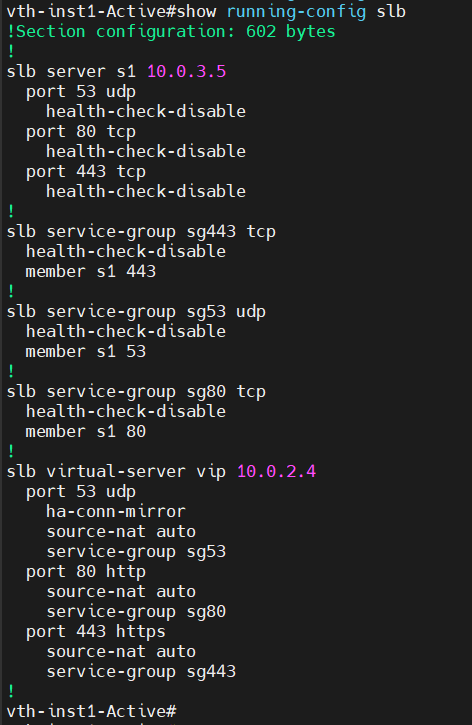 vth-inst1-Active#show running-config slb
!Section configuration: 602 bytes
!
slb server s1 10.0.3.5
  port 53 udp
    health-check-disable
  port 80 tcp
    health-check-disable
  port 443 tcp
    health-check-disable
!
slb service-group sg443 tcp
  health-check-disable
  member s1 443
!
slb service-group sg53 udp
  health-check-disable
  member s1 53
!
slb service-group sg80 tcp
  health-check-disable
  member s1 80
!
slb virtual-server vip 10.0.2.4
  port 53 udp
    ha-conn-mirror
    source-nat auto
    service-group sg53
  port 80 http
    source-nat auto
    service-group sg80
  port 443 https
    source-nat auto
    service-group sg443
!
vth-inst1-Active#